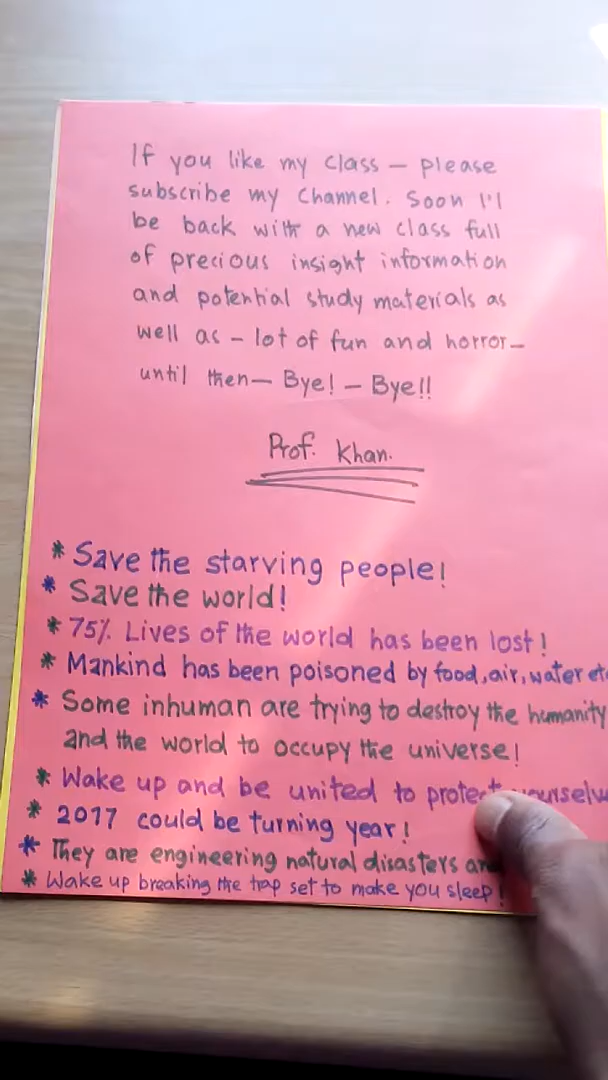 If you like my class – please
subscribe my Channel. Soon I'l
be back with a new class full
of precious insight information
and potential study materials as
well as – lot of fun and horror –
until then – Bye! – Bye!!
Prof. Khan.
* Save the starving people!
* Save the world!
* 75% Lives of the world has been lost!
* Mankind has been poisoned by food, air, water etc
* Some inhuman are trying to destroy the humanity
and the world to occupy the universe!
* Wake up and be united to protect yourselve
* 2017 could be turning year!
* They are engineering natural disasters
* Wake up breaking the trap set to make you sleep!